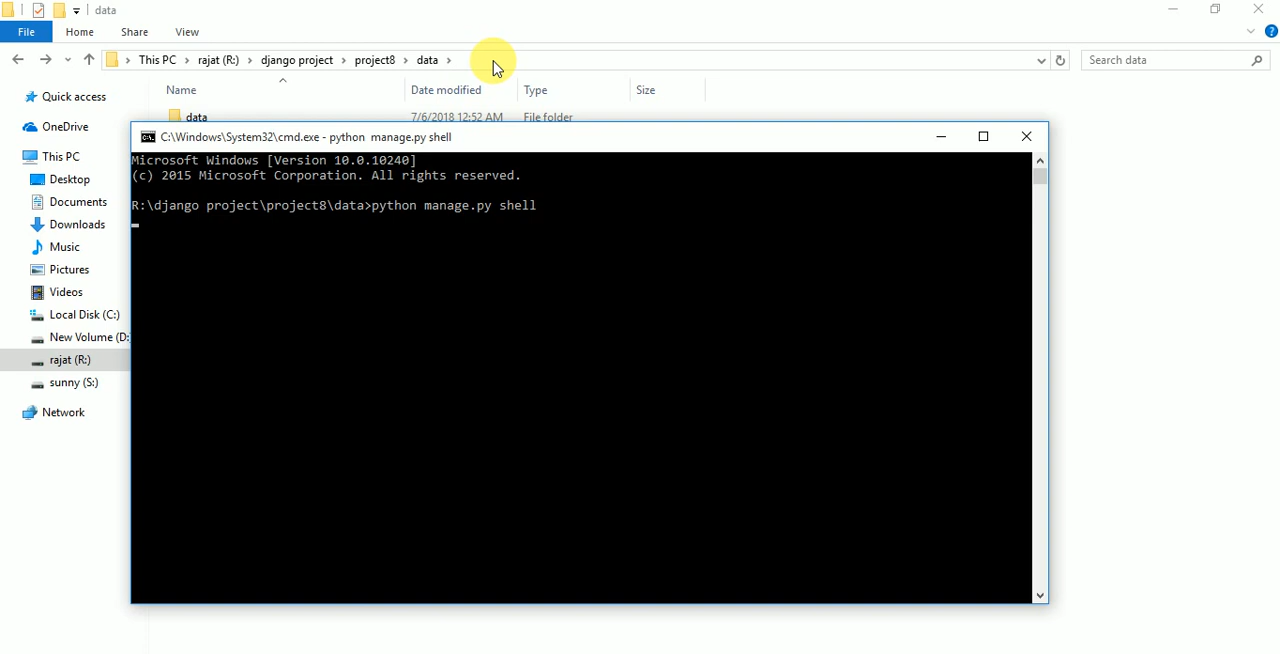 data
File Home Share View
This PC rajat (R:) django project project8 data
Search data
Name Date modified Type Size
Quick access
data 7/6/2018 12:52 AM File folder
OneDrive
C:\Windows\System32\cmd.exe - python manage.py shell
This PC
Microsoft Windows [Version 10.0.10240]
(c) 2015 Microsoft Corporation. All rights reserved.
Desktop
Documents
R:\django project\project8\data>python manage.py shell
Downloads
Music
Pictures
Videos
Local Disk (C:)
New Volume (D:
rajat (R:)
sunny (S:)
Network